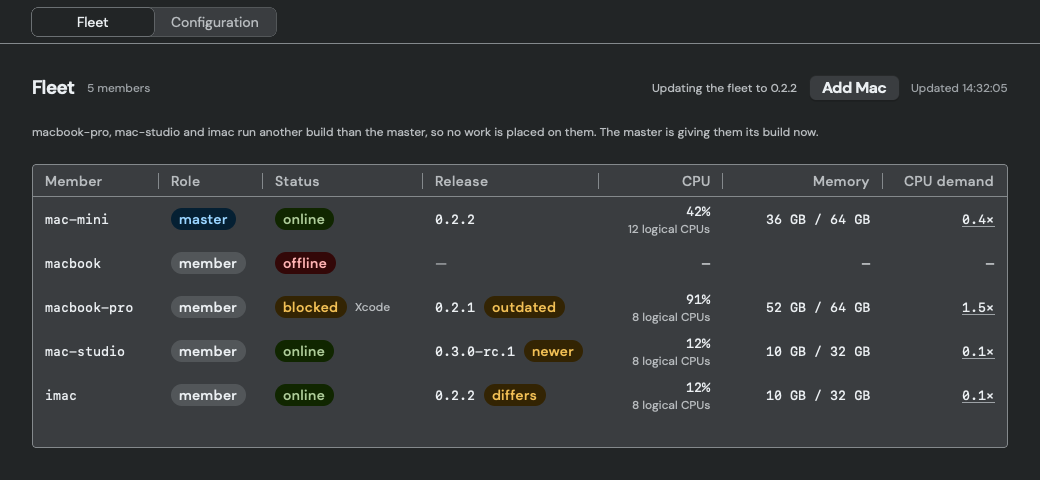 Fleet Configuration
Fleet 5 members Updating the fleet to 0.2.2 Add Mac Updated 14:32:05
macbook-pro, mac-studio and imac run another build than the master, so no work is placed on them. The master is giving them its build now.
Member Role Status Release CPU Memory CPU demand
mac-mini master online 0.2.2 42% 36 GB / 64 GB 0.4×
12 logical CPUs
macbook member offline — — — —
macbook-pro member blocked Xcode 0.2.1 outdated 91% 52 GB / 64 GB 1.5×
8 logical CPUs
mac-studio member online 0.3.0-rc.1 newer 12% 10 GB / 32 GB 0.1×
8 logical CPUs
imac member online 0.2.2 differs 12% 10 GB / 32 GB 0.1×
8 logical CPUs